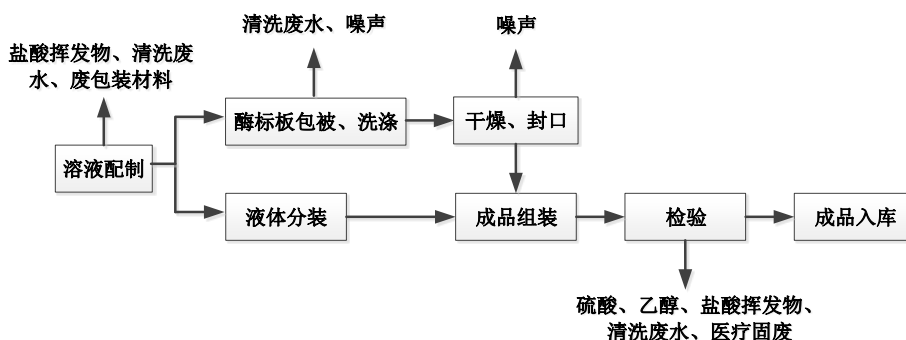 清洗废水、噪声
噪声
盐酸挥发物、清洗废
水、废包装材料
酶标板包被、洗涤
干燥、封口
溶液配制
液体分装
成品组装
检验
成品入库
硫酸、乙醇、盐酸挥发物、
清洗废水、医疗固废